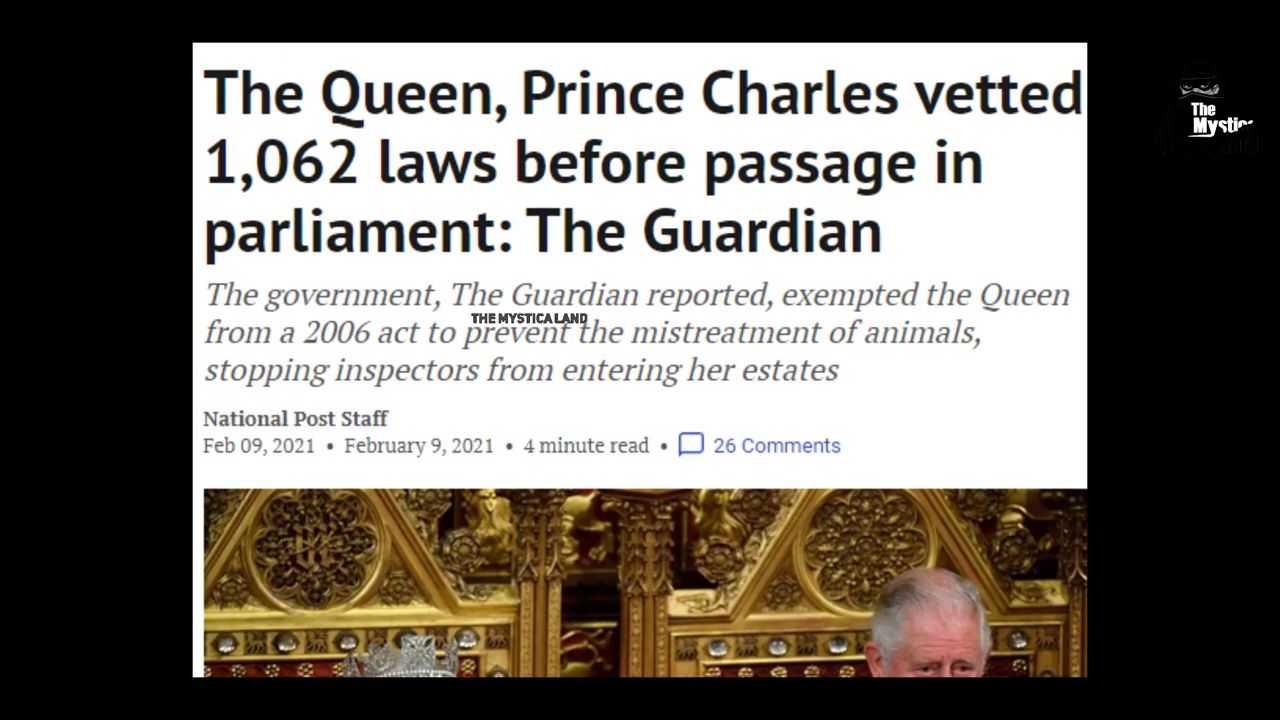 The Queen, Prince Charles vetted
1,062 laws before passage in
parliament: The Guardian
The government, The Guardian reported, exempted the Queen
from a 2006 act to prevent the mistreatment of animals,
stopping inspectors from entering her estates
THE MYSTICA LAND
National Post Staff
Feb 09, 2021 • February 9, 2021 • 4 minute read • 26 Comments
The